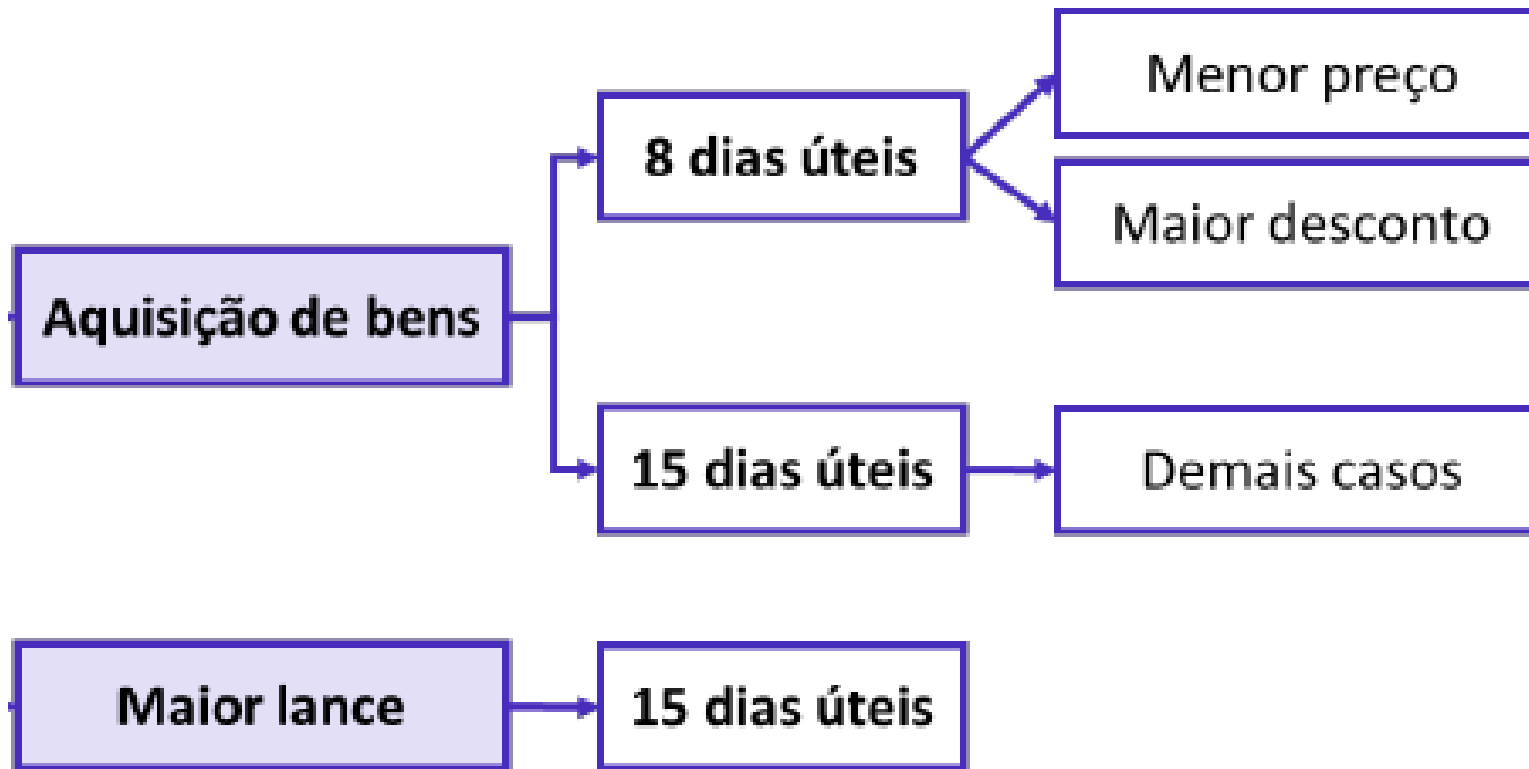 Menor preço
8 dias úteis
Maior desconto
Aquisição de bens
15 dias úteis
Demais casos
Maior lance
15 dias úteis